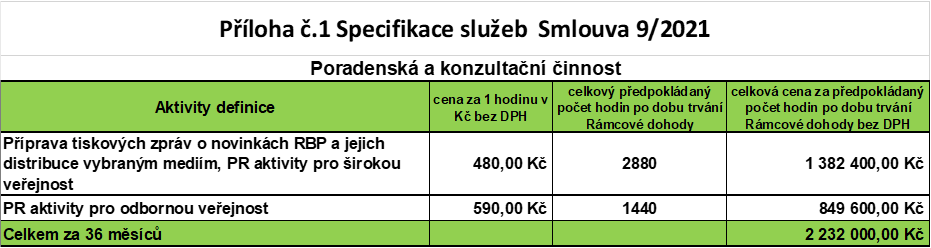 Příloha č.1 Specifikace služeb Smlouva 9/2021
Poradenská a konzultační činnost
Aktivity definice
cena za 1 hodinu v
Kč bez DPH
celkový předpokládaný
počet hodin po dobu trvání
Rámcové dohody
celková cena za předpokládaný
počet hodin po dobu trvání
Rámcové dohody bez DPH
Příprava tiskových zpráv o novinkách RBP a jejich
distribuce vybraným mediím, PR aktivity pro širokou
veřejnost
480,00 Kč
2880
1 382 400,00 Kč
PR aktivity pro odbornou veřejnost
590,00 Kč
1440
849 600,00 Kč
Celkem za 36 měsíců
2 232 000,00 Kč